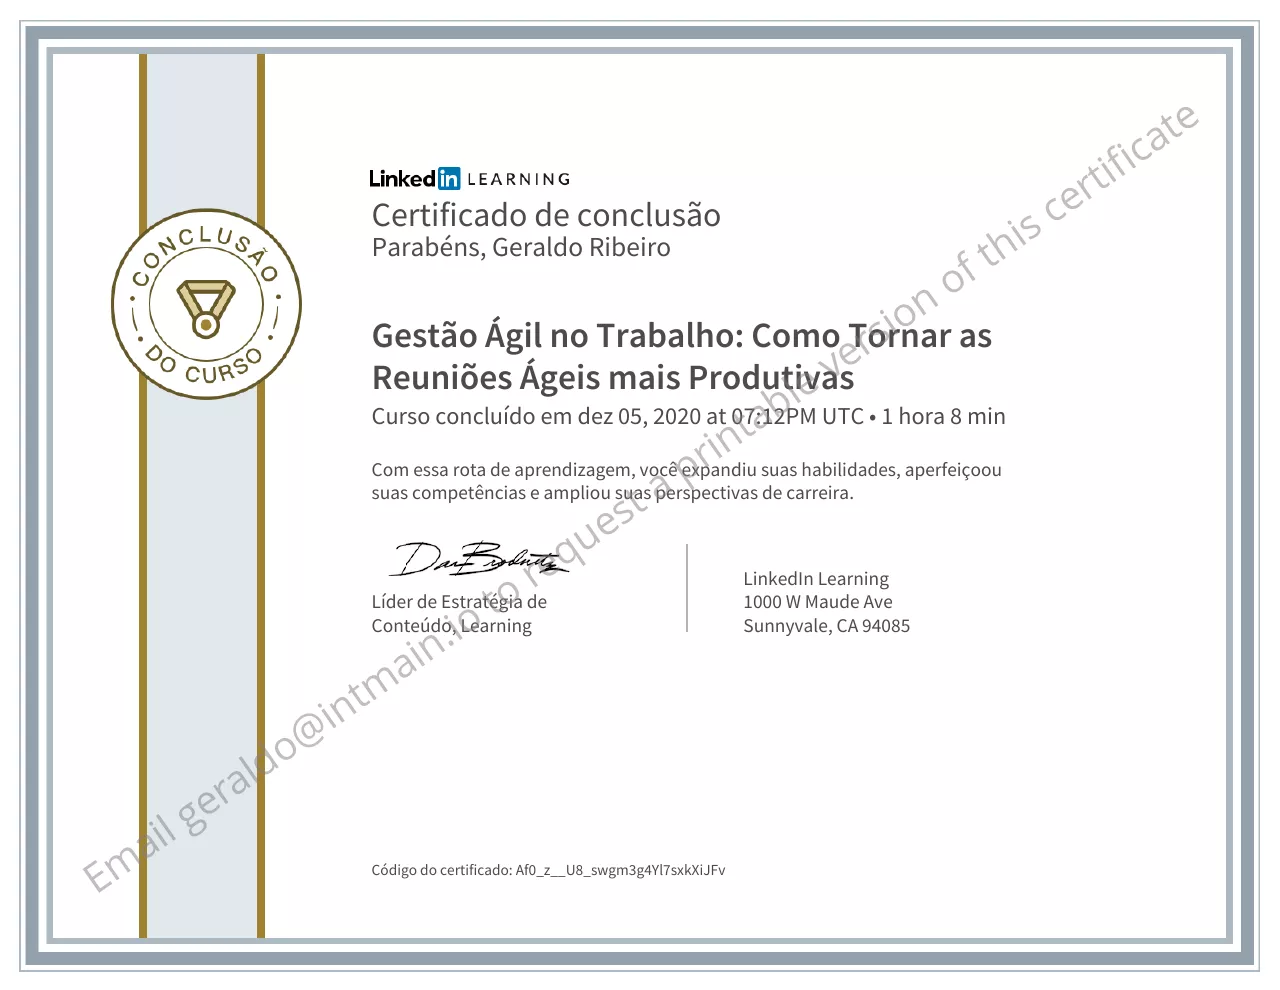 LinkedIn LEARNING
Certificado de conclusão
Parabéns, Geraldo Ribeiro
CONCLUSÃO
DO CURSO
Gestão Ágil no Trabalho: Como Tornar as
Reuniões Ágeis mais Produtivas
Curso concluído em dez 05, 2020 at 07:12PM UTC • 1 hora 8 min
Com essa rota de aprendizagem, você expandiu suas habilidades, aperfeiçoou
suas competências e ampliou suas perspectivas de carreira.
Líder de Estratégia de
Conteúdo, Learning
LinkedIn Learning
1000 W Maude Ave
Sunnyvale, CA 94085
Código do certificado: Af0_z__U8_swgm3g4Yl7sxkXiJFv
Email geraldo@intmain.io to request a printable version of this certificate